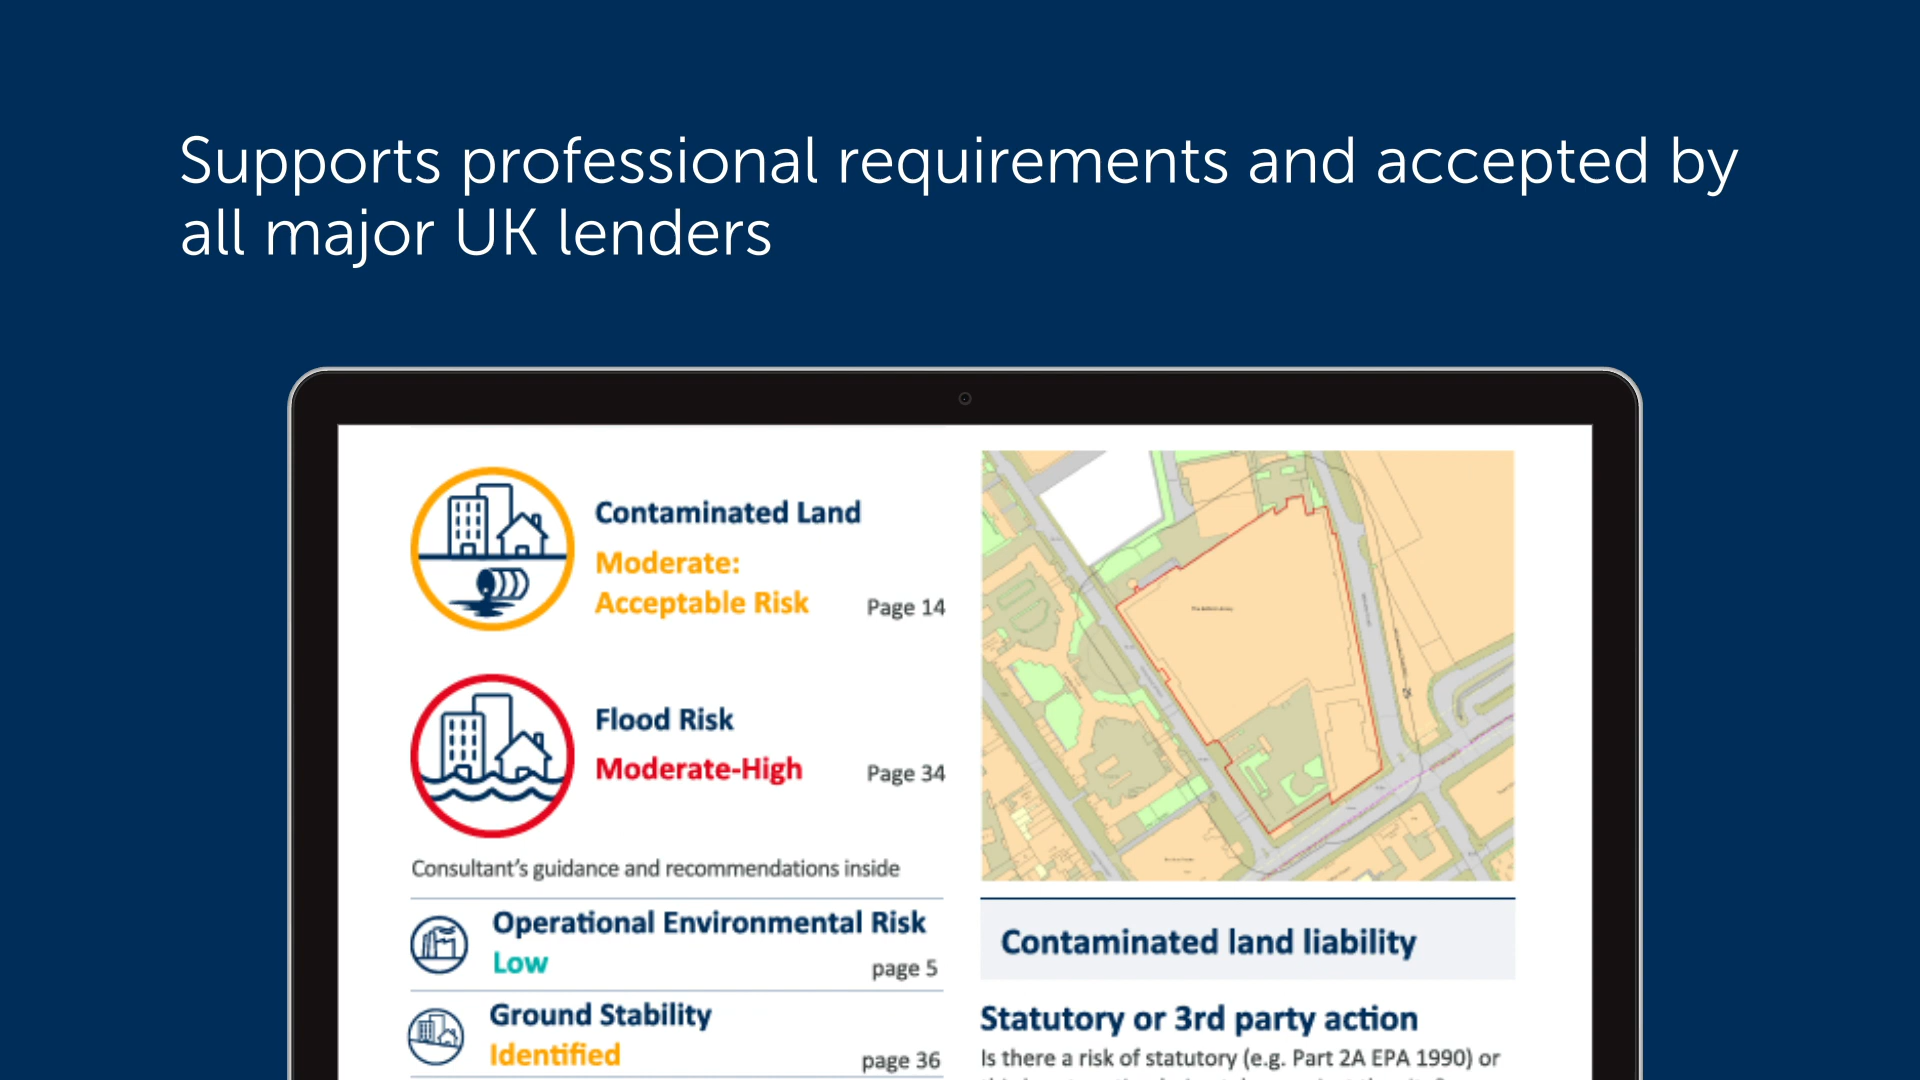 Supports professional requirements and accepted by
all major UK lenders
Contaminated Land
Moderate:
Acceptable Risk
Page 14
Flood Risk
Moderate-High
Page 34
Consultant's guidance and recommendations inside
Operational Environmental Risk
Low
page 5
Ground Stability
Identified
page 36
Contaminated land liability
Statutory or 3rd party action
Is there a risk of statutory (e.g. Part 2A EPA 1990) or